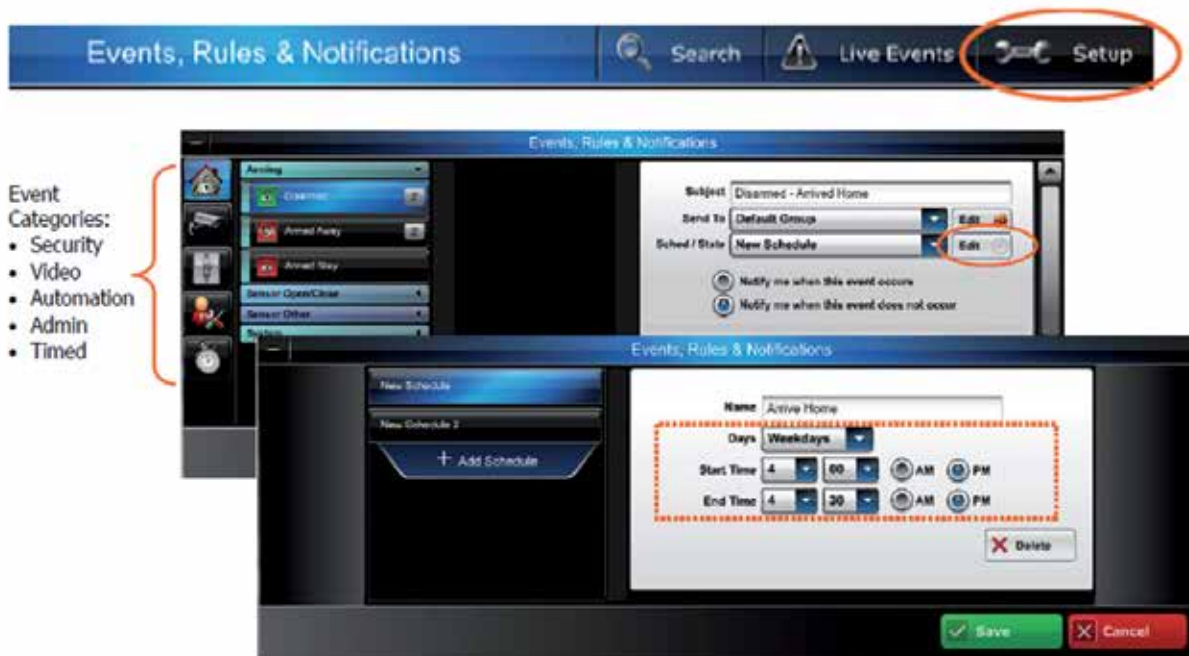 Events, Rules & Notifications
Search
Live Events
Setup
Event
Categories:
• Security
• Video
• Automation
• Admin
• Timed
Events, Rules & Notifications
Arming
Disarmed
2
Armed Away
2
Armed Stay
Sensor Open/Close
Sensor Other
System
Subject Disarmed - Arrived Home
Send To Default Group Edit
Sched / State New Schedule Edit
Notify me when this event occurs
Notify me when this event does not occur
Events, Rules & Notifications
New Schedule
New Schedule 2
+ Add Schedule
Name Arrive Home
Days Weekdays
Start Time 4 00 AM PM
End Time 4 30 AM PM
Delete
Save
Cancel